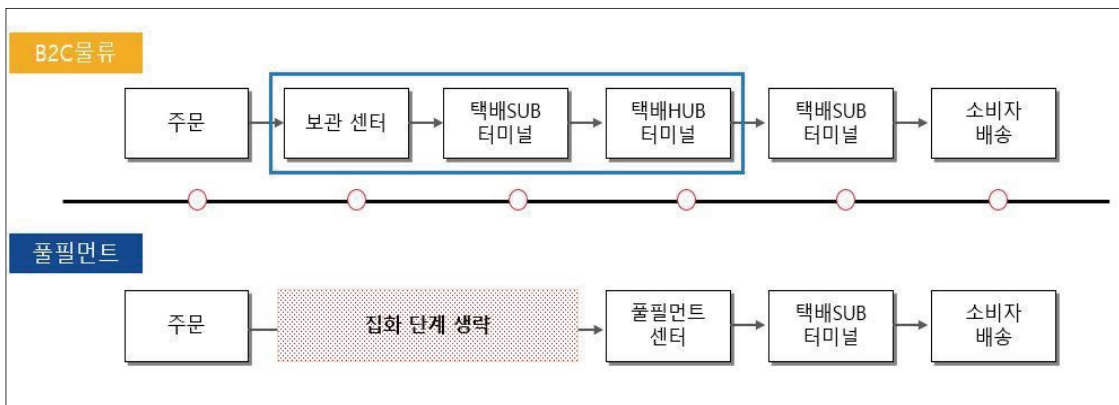 B2C물류
주문
보관 센터
택배SUB
터미널
택배HUB
터미널
택배SUB
터미널
소비자
배송
풀필먼트
주문
집화 단계 생략
풀필먼트
센터
택배SUB
터미널
소비자
배송